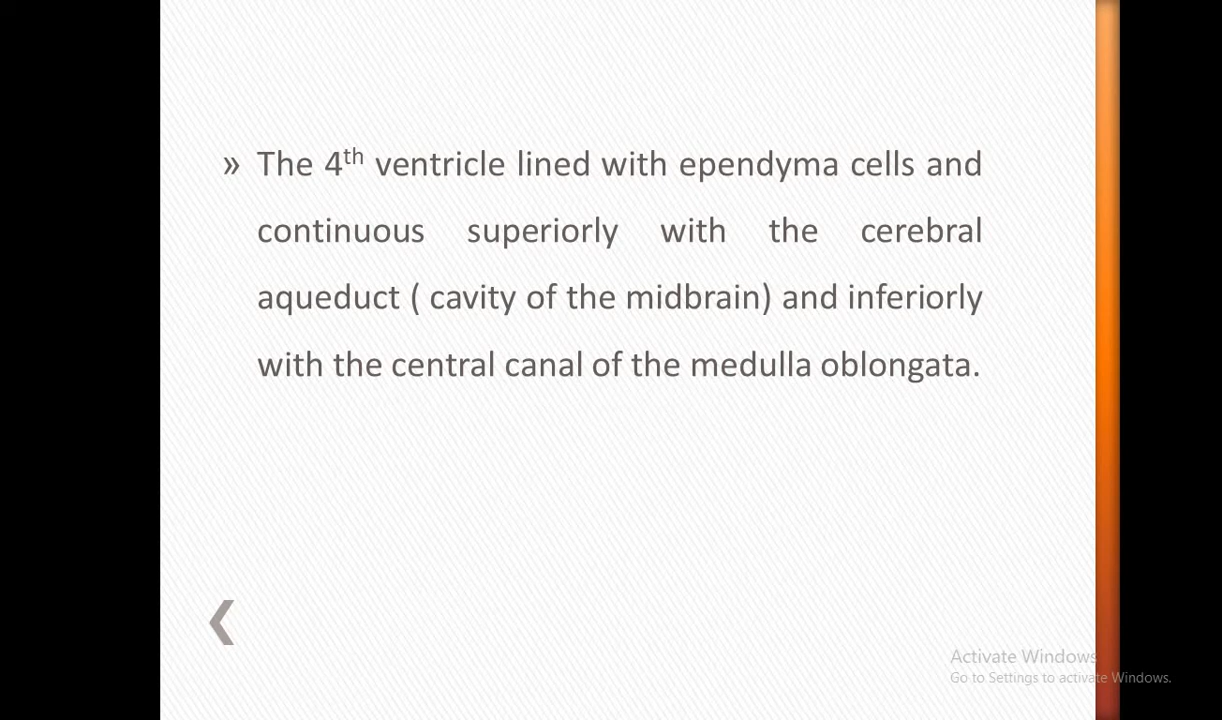 » The 4th ventricle lined with ependyma cells and
continuous superiorly with the cerebral
aqueduct ( cavity of the midbrain) and inferiorly
with the central canal of the medulla oblongata.
Activate Windows
Go to Settings to activate Windows.